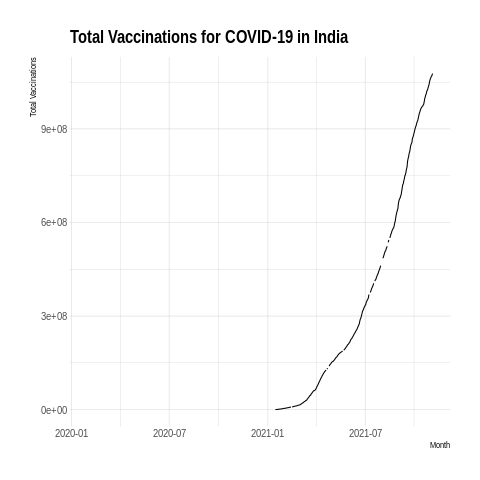 Total Vaccinations for COVID-19 in India
Total Vaccinations
9e+08
6e+08
3e+08
0e+00
2020-01 2020-07 2021-01 2021-07
Month